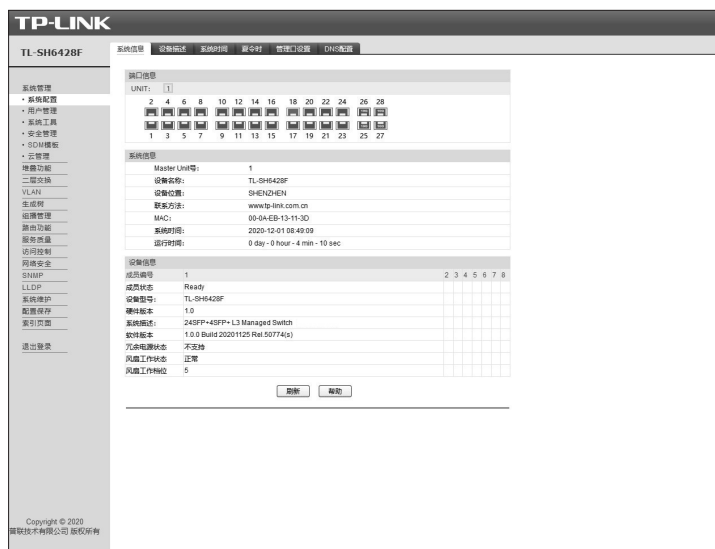 TP-LINK
TL-SH6428F
系统信息 设备描述 系统时间 夏令时 管理口设置 DNS配置
系统管理
• 系统配置
• 用户管理
• 系统工具
• 安全管理
• SDM模板
• 云管理
堆叠功能
二层交换
VLAN
生成树
组播管理
路由功能
服务质量
访问控制
网络安全
SNMP
LLDP
系统维护
配置保存
索引页面
退出登录
Copyright © 2020
普联技术有限公司 版权所有
端口信息
UNIT: 1
2 4 6 8 10 12 14 16 18 20 22 24 26 28
1 3 5 7 9 11 13 15 17 19 21 23 25 27
系统信息
Master Unit号: 1
设备名称: TL-SH6428F
设备位置: SHENZHEN
联系方法: www.tp-link.com.cn
MAC: 00-0A-EB-13-11-3D
系统时间: 2020-12-01 08:49:09
运行时间: 0 day - 0 hour - 4 min - 10 sec
设备信息
成员编号 1 2 3 4 5 6 7 8
成员状态 Ready
设备型号: TL-SH6428F
硬件版本 1.0
系统描述: 24SFP+4SFP+ L3 Managed Switch
软件版本 1.0.0 Build 20201125 Rel.50774(s)
冗余电源状态 不支持
风扇工作状态 正常
风扇工作档位 5
刷新 帮助